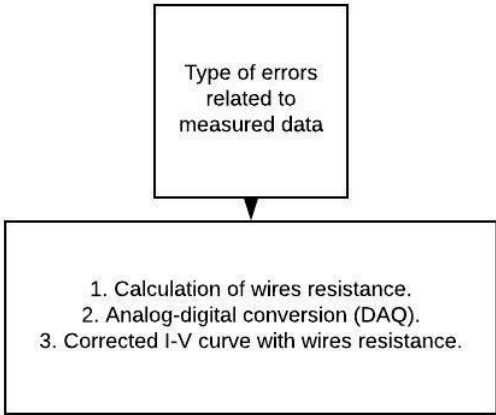 Type of errors
related to
measured data
1. Calculation of wires resistance.
2. Analog-digital conversion (DAQ).
3. Corrected I-V curve with wires resistance.